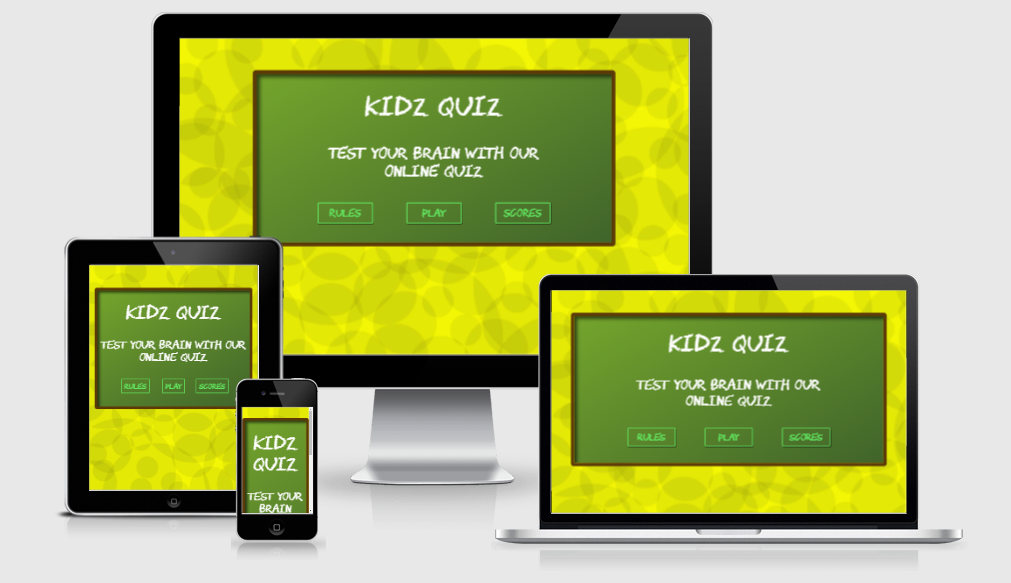 KIDZ QUIZ
TEST YOUR BRAIN WITH OUR
ONLINE QUIZ
RULES PLAY SCORES
KIDZ QUIZ
TEST YOUR BRAIN WITH OUR
ONLINE QUIZ
RULES PLAY SCORES
KIDZ
QUIZ
TEST YOUR
BRAIN
KIDZ QUIZ
TEST YOUR BRAIN WITH OUR
ONLINE QUIZ
RULES PLAY SCORES